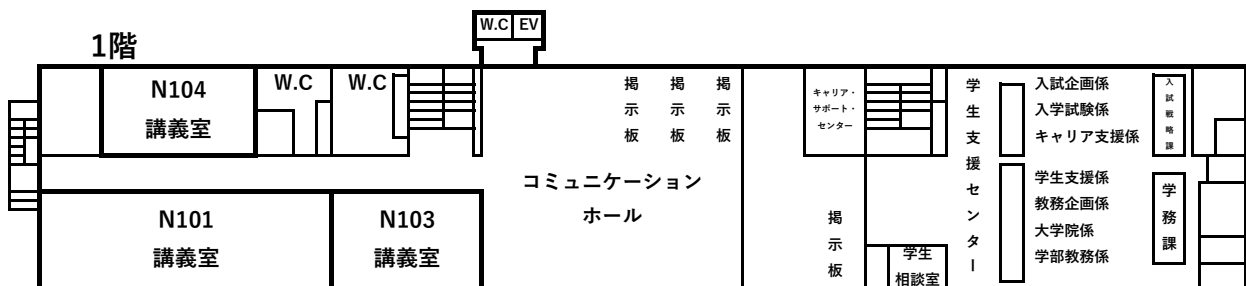 1階
W.C
EV
N104
講義室
W.C
W.C
掲示板
掲示板
掲示板
キャリア・
サポート・
センター
学生支援センター
入試企画係
入学試験係
キャリア支援係
入試戦略課
コミュニケーション
ホール
学生支援係
教務企画係
大学院係
学部教務係
学務課
N101
講義室
N103
講義室
掲示板
学生
相談室